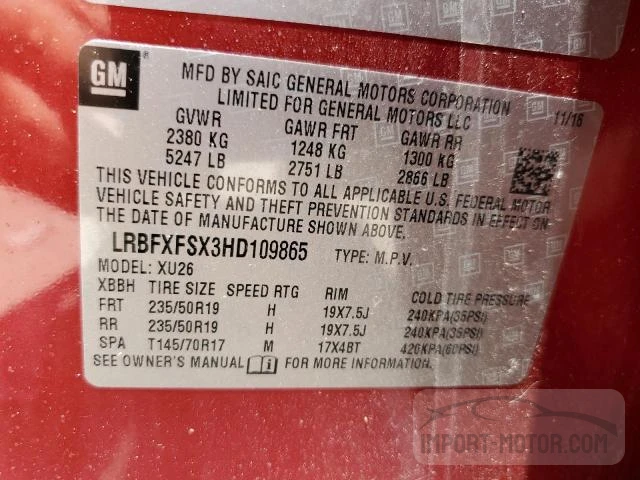 GM
MFD BY SAIC GENERAL MOTORS CORPORATION
LIMITED FOR GENERAL MOTORS LLC
11/16
GVWR GAWR FRT GAWR RR
2380 KG 1248 KG 1300 KG
5247 LB 2751 LB 2866 LB
THIS VEHICLE CONFORMS TO ALL APPLICABLE U.S. FEDERAL MOTOR
VEHICLE SAFETY AND THEFT PREVENTION STANDARDS IN EFFECT ON
THE DATE OF MANUFACTURE SHOWN ABOVE.
LRBFXFSX3HD109865 TYPE: M.P.V.
MODEL: XU26
XBBH TIRE SIZE SPEED RTG RIM COLD TIRE PRESSURE
FRT 235/50R19 H 19X7.5J 240KPA(35PSI)
RR 235/50R19 H 19X7.5J 240KPA(35PSI)
SPA T145/70R17 M 17X4BT 420KPA(60PSI)
SEE OWNER'S MANUAL FOR MORE INFORMATION.
IMPORT-MOTOR.COM